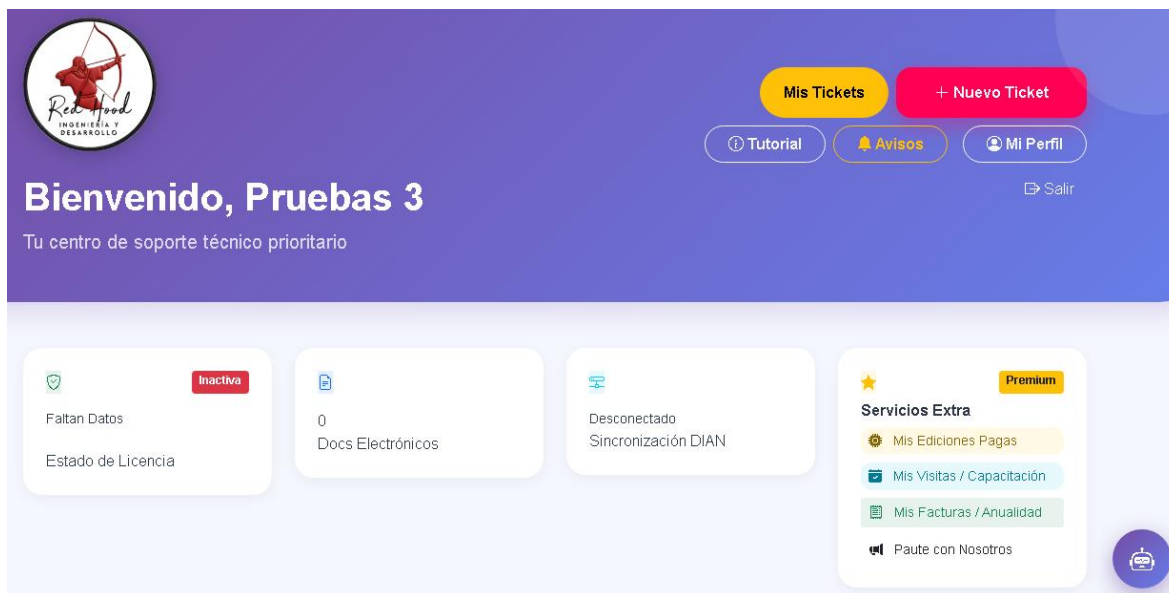 Red Hood
INGENIERÍA Y
DESARROLLO
Mis Tickets
+ Nuevo Ticket
Tutorial
Avisos
Mi Perfil
Salir
Bienvenido, Pruebas 3
Tu centro de soporte técnico prioritario
Inactiva
Faltan Datos
Estado de Licencia
0
Docs Electrónicos
Desconectado
Sincronización DIAN
Premium
Servicios Extra
Mis Ediciones Pagas
Mis Visitas / Capacitación
Mis Facturas / Anualidad
Paute con Nosotros